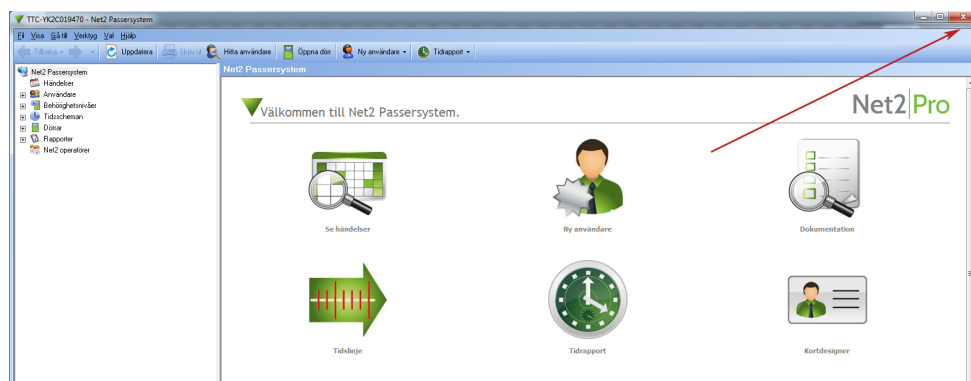 TTC-YK2C019470 - Net2 Passersystem
Fil Visa Gå till Verktyg Val Hjälp
Tillbaka Uppdatera Skriv ut Hitta användare Öppna dörr Ny användare Tidrapport
Net2 Passersystem
Händelser
Användare
Behörighetsnivåer
Tidsscheman
Dörrar
Rapporter
Net2 operatörer
Net2 Passersystem
Välkommen till Net2 Passersystem.
Net2 Pro
Se händelser
Ny användare
Dokumentation
Tidslinje
Tidrapport
Kortdesigner